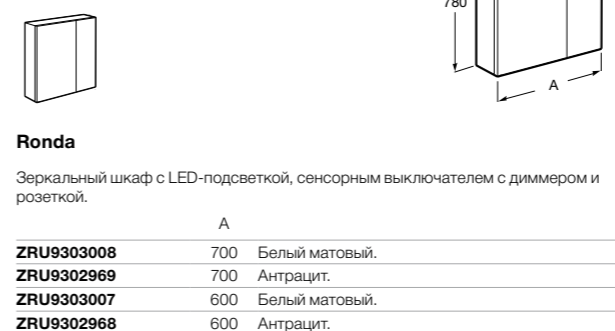 780
A
Ronda
Зеркальный шкаф с LED-подсветкой, сенсорным выключателем с диммером и
розеткой.
A
ZRU9303008 700 Белый матовый.
ZRU9302969 700 Антрацит.
ZRU9303007 600 Белый матовый.
ZRU9302968 600 Антрацит.